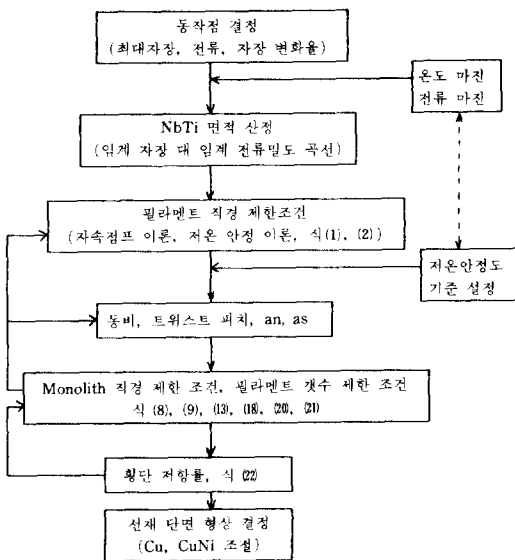 동작점 결정
(최대자장, 전류, 자장 변화율)
온도 마진
전류 마진
NbTi 면적 산정
(임계 자장 대 임계 전류밀도 곡선)
필라멘트 직경 제한조건
(자속점프 이론, 저온 안정 이론, 식(1), (2))
저온안정도
기준 설정
동비, 트위스트 피치, an, as
Monolith 직경 제한 조건, 필라멘트 갯수 제한 조건
식 (8), (9), (13), (18), (20), (21)
횡단 저항률, 식 (22)
선재 단면 형상 결정
(Cu, CuNi 조절)